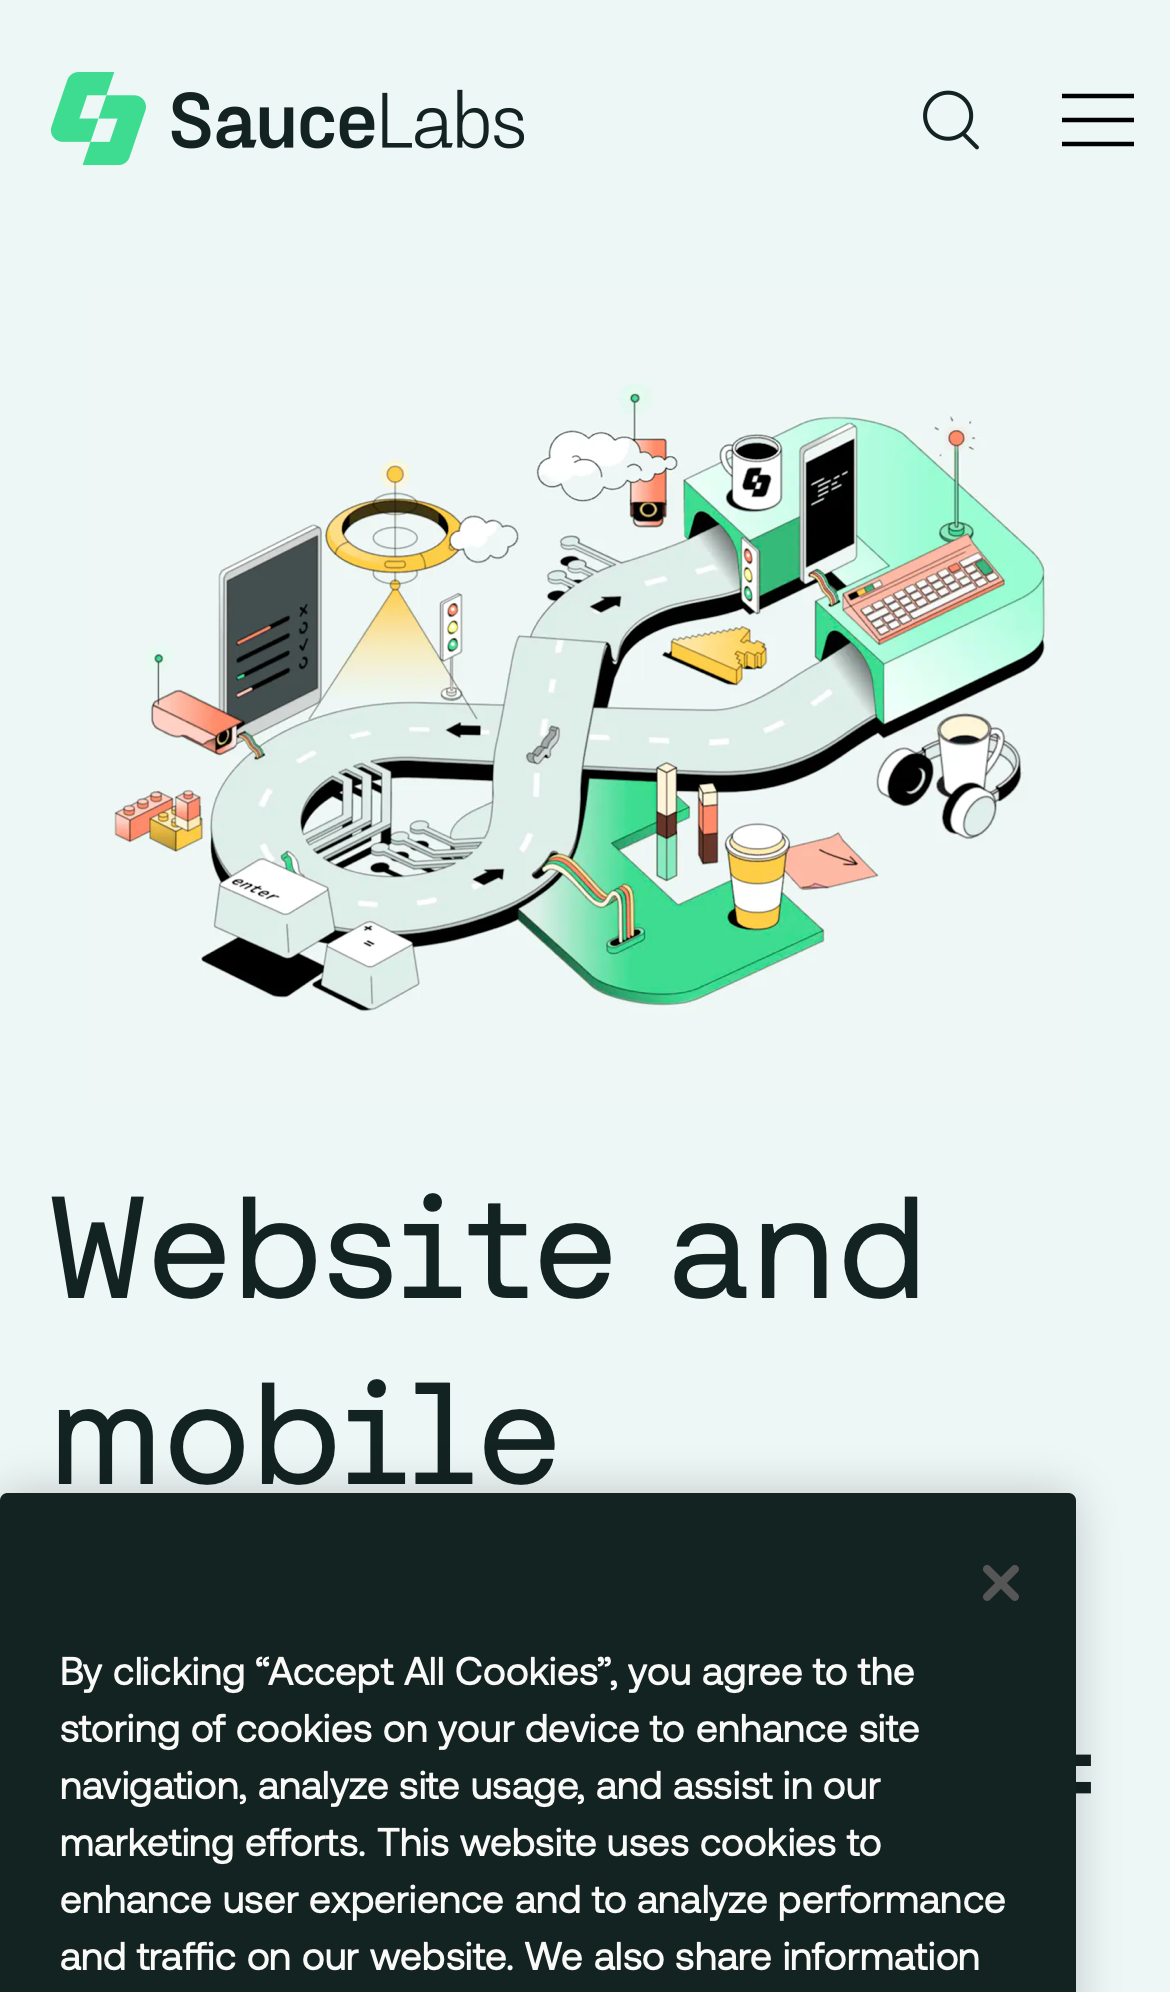 SauceLabs
enter
+
=
Website and
mobile
By clicking “Accept All Cookies”, you agree to the
storing of cookies on your device to enhance site
navigation, analyze site usage, and assist in our
marketing efforts. This website uses cookies to
enhance user experience and to analyze performance
and traffic on our website. We also share information